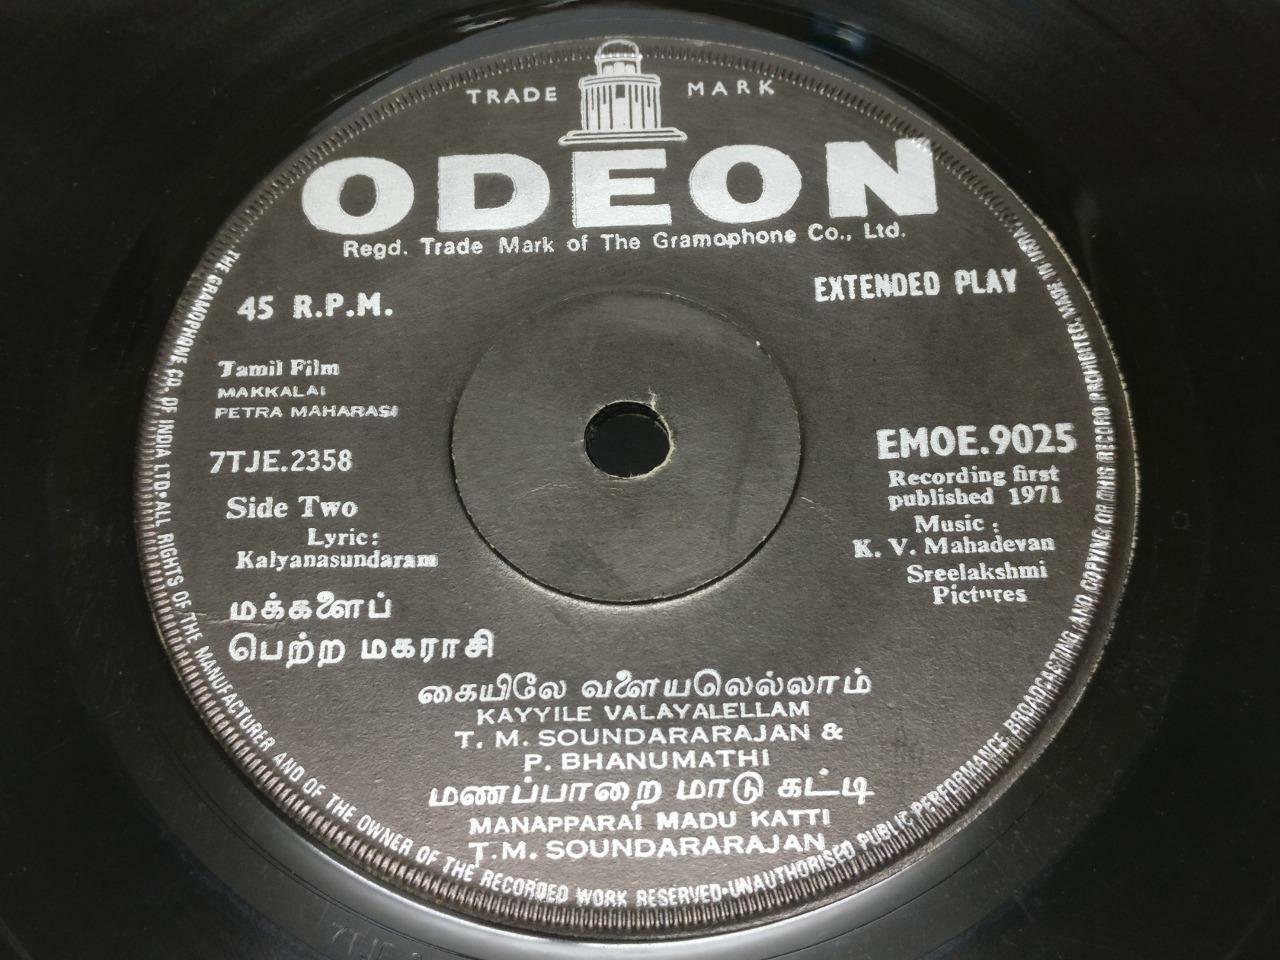 TRADE MARK
ODEON
Regd. Trade Mark of The Gramophone Co., Ltd.
45 R.P.M.
EXTENDED PLAY
Tamil Film
MAKKALAI
PETRA MAHARASI
7TJE.2358
Side Two
Lyric:
Kalyanasundaram
EMOE.9025
Recording first
published 1971
Music :
K. V. Mahadevan
Sreelakshmi
Pictures
மக்களைப்
பெற்ற மகராசி
கையிலே வளையலெல்லாம்
KAYYILE VALAYALELLAM
T. M. SOUNDARARAJAN &
P. BHANUMATHI
மணப்பாறை மாடு கட்டி
MANAPPARAI MADU KATTI
T.M. SOUNDARARAJAN
THE GRAMOPHONE CO. OF INDIA LTD•ALL RIGHTS OF THE MANUFACTURER AND OF THE OWNER OF THE RECORDED WORK RESERVED•UNAUTHORISED PUBLIC PERFORMANCE, BROADCASTING AND COPYING OF THIS RECORD PROHIBITED. MADE IN INDIA.